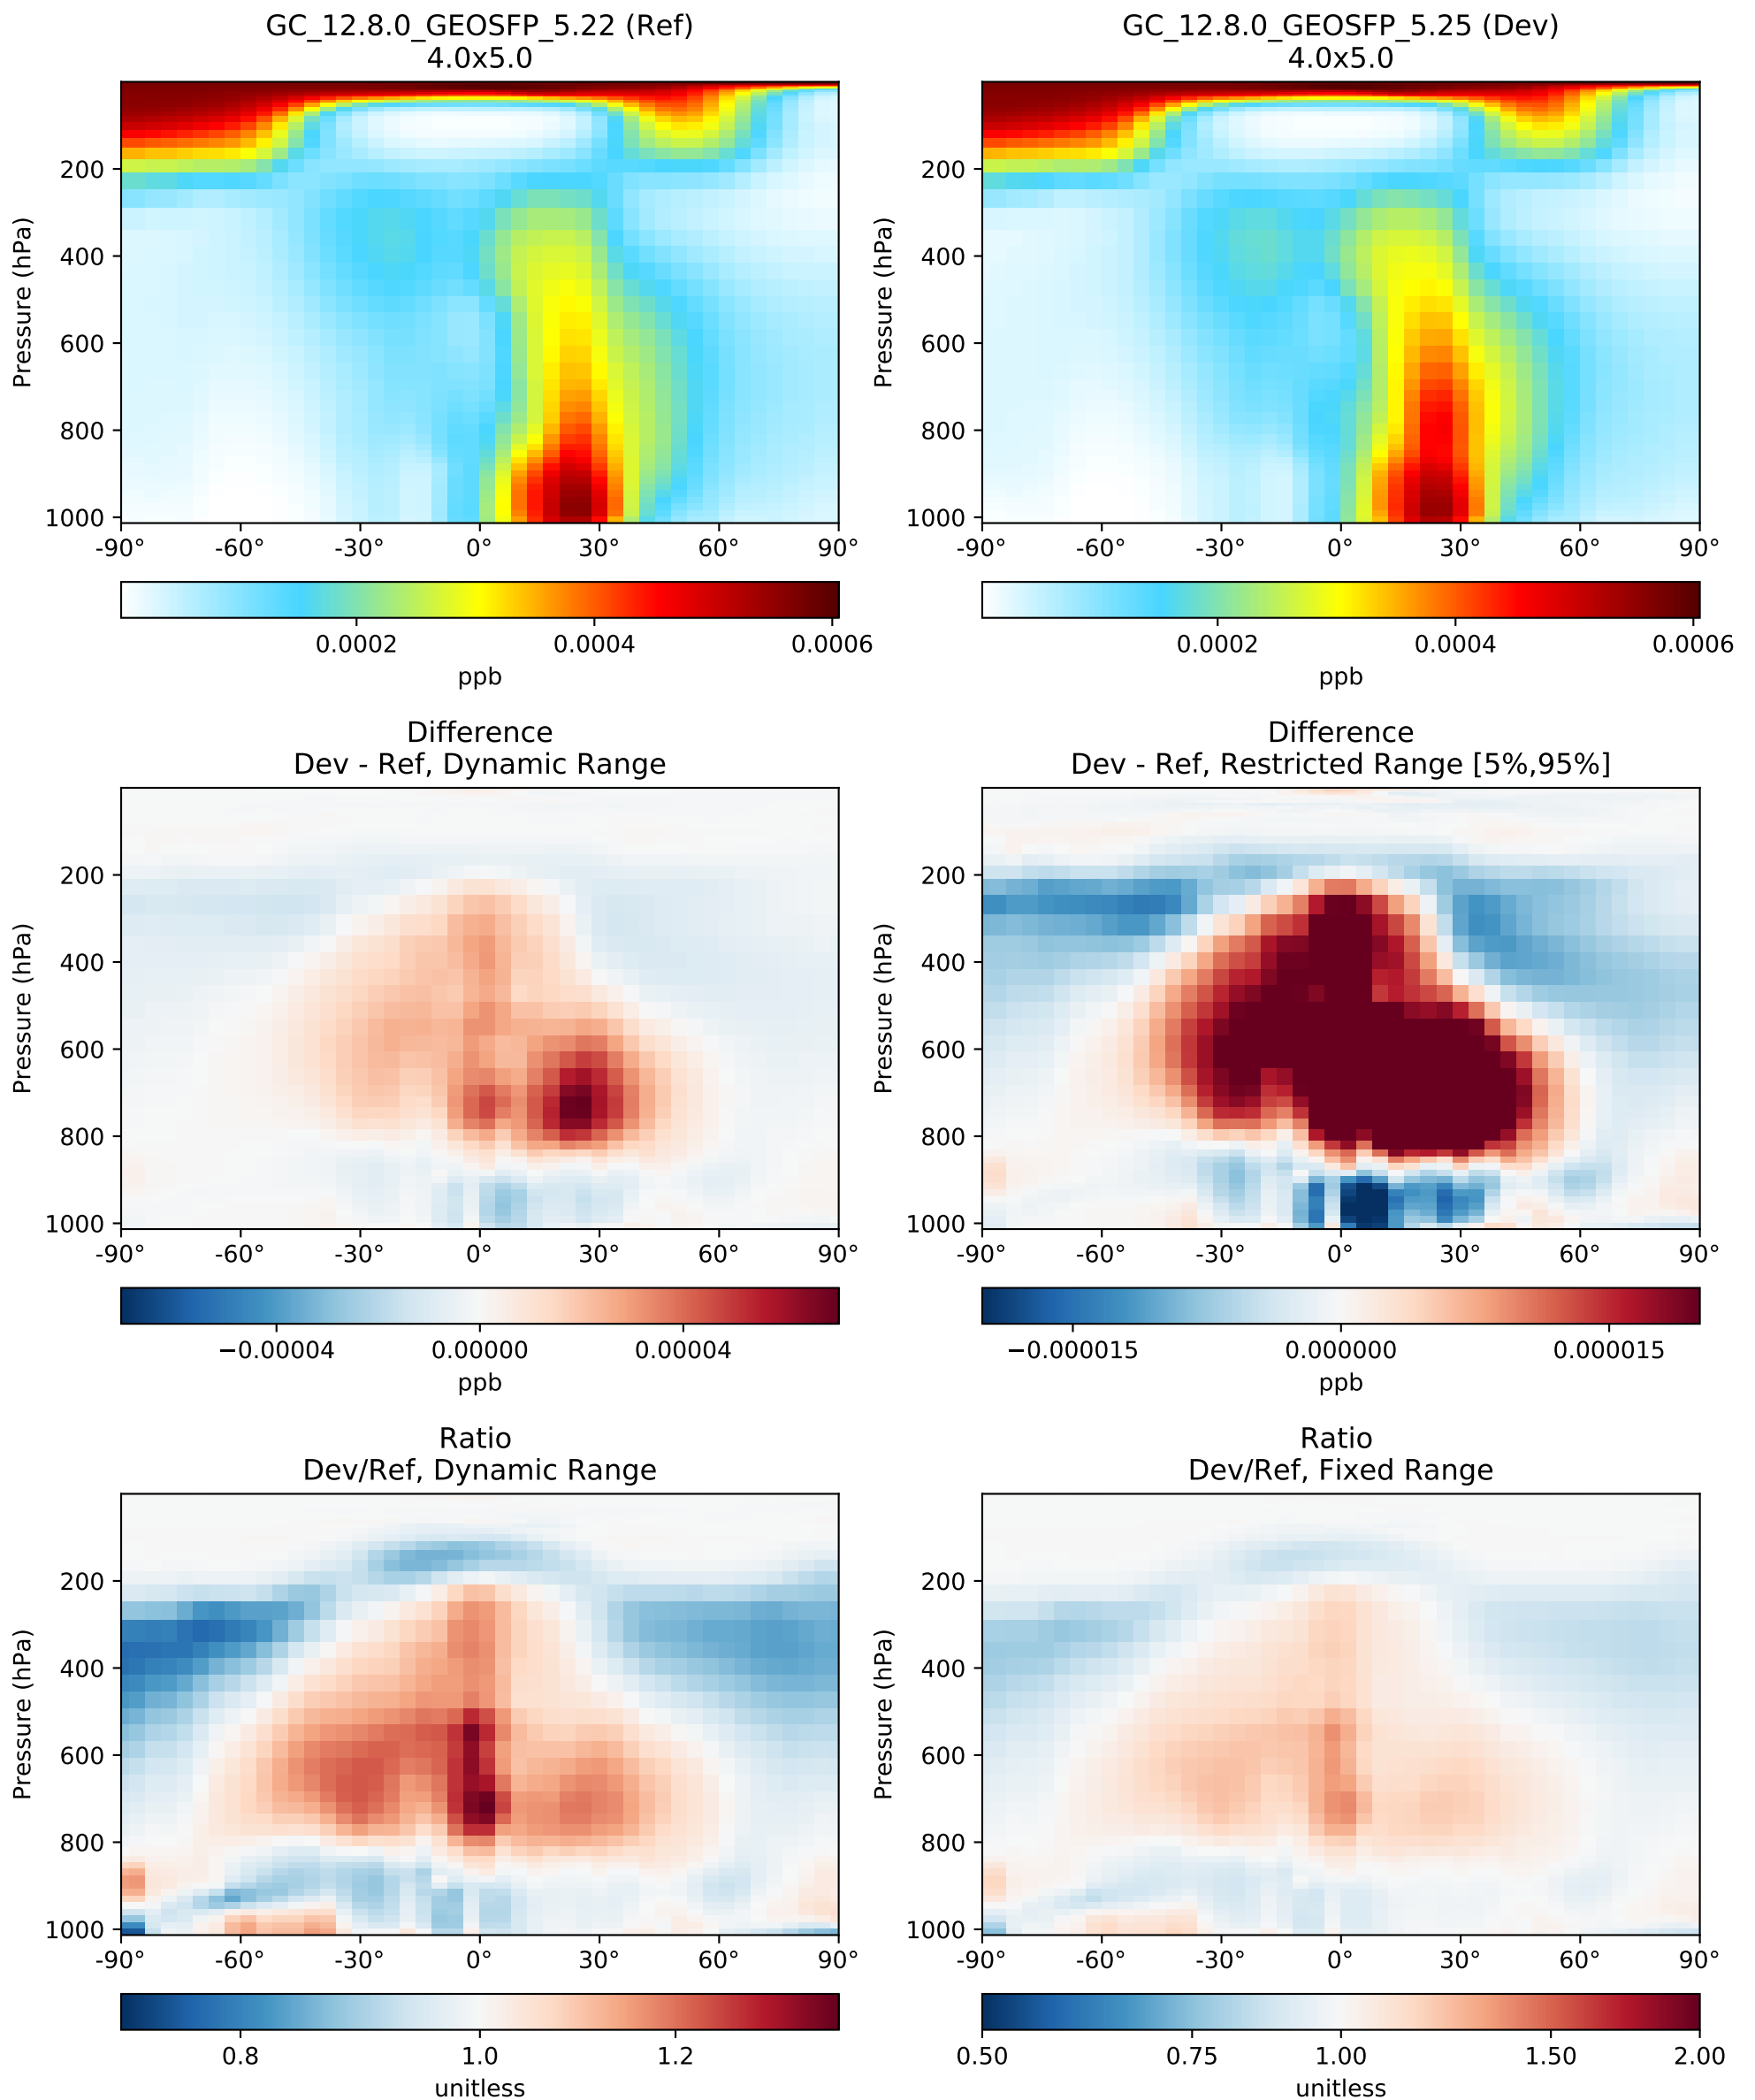 GC_12.8.0_GEOSFP_5.22 (Ref)
4.0x5.0
GC_12.8.0_GEOSFP_5.25 (Dev)
4.0x5.0
Pressure (hPa)
200
400
600
800
1000
-90° -60° -30° 0° 30° 60° 90°
0.0002 0.0004 0.0006
ppb
Pressure (hPa)
200
400
600
800
1000
-90° -60° -30° 0° 30° 60° 90°
0.0002 0.0004 0.0006
ppb
Difference
Dev - Ref, Dynamic Range
Difference
Dev - Ref, Restricted Range [5%,95%]
Pressure (hPa)
200
400
600
800
1000
-90° -60° -30° 0° 30° 60° 90°
−0.00004 0.00000 0.00004
ppb
Pressure (hPa)
200
400
600
800
1000
-90° -60° -30° 0° 30° 60° 90°
−0.000015 0.000000 0.000015
ppb
Ratio
Dev/Ref, Dynamic Range
Ratio
Dev/Ref, Fixed Range
Pressure (hPa)
200
400
600
800
1000
-90° -60° -30° 0° 30° 60° 90°
0.8 1.0 1.2
unitless
Pressure (hPa)
200
400
600
800
1000
-90° -60° -30° 0° 30° 60° 90°
0.50 0.75 1.00 1.50 2.00
unitless